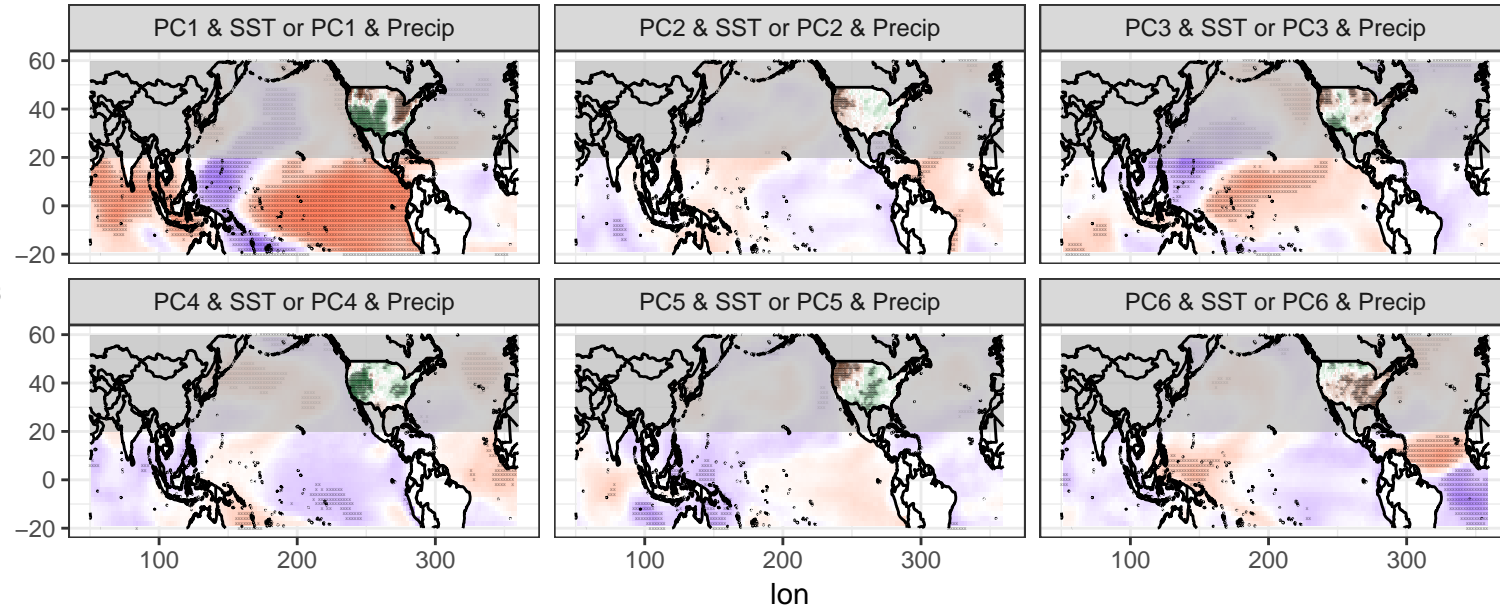 PC1 & SST or PC1 & Precip
PC2 & SST or PC2 & Precip
PC3 & SST or PC3 & Precip
60
40
20
0
−20
PC4 & SST or PC4 & Precip
PC5 & SST or PC5 & Precip
PC6 & SST or PC6 & Precip
60
40
20
0
−20
100 200 300 100 200 300 100 200 300
lon